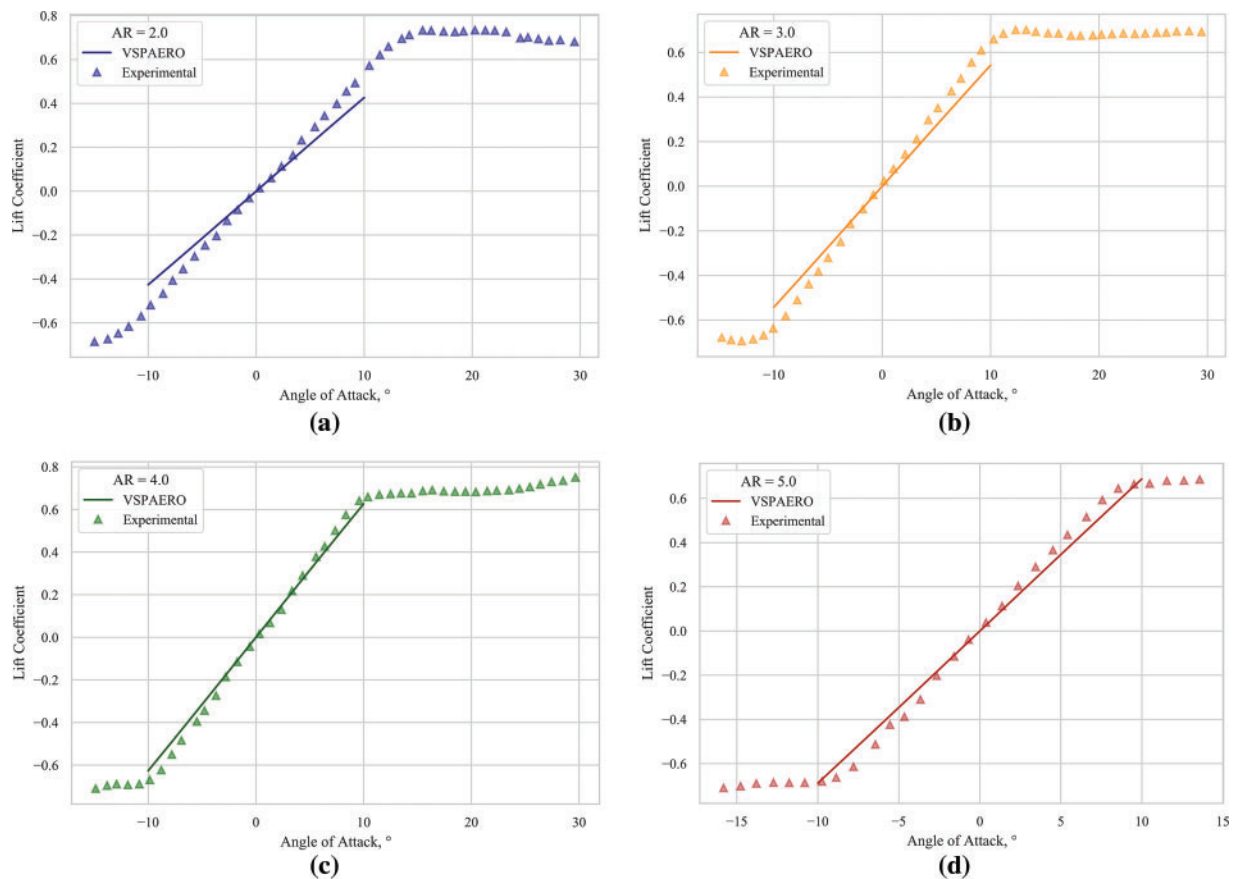 AR = 2.0
VSPAERO
Experimental
0.8
0.6
0.4
0.2
0.0
−0.2
−0.4
−0.6
Lift Coefficient
−10
0
10
20
30
Angle of Attack, °
(a)
AR = 3.0
VSPAERO
Experimental
0.6
0.4
0.2
0.0
−0.2
−0.4
−0.6
Lift Coefficient
−10
0
10
20
30
Angle of Attack, °
(b)
AR = 4.0
VSPAERO
Experimental
0.8
0.6
0.4
0.2
0.0
−0.2
−0.4
−0.6
Lift Coefficient
−10
0
10
20
30
Angle of Attack, °
(c)
AR = 5.0
VSPAERO
Experimental
0.6
0.4
0.2
0.0
−0.2
−0.4
−0.6
Lift Coefficient
−15
−10
−5
0
5
10
15
Angle of Attack, °
(d)